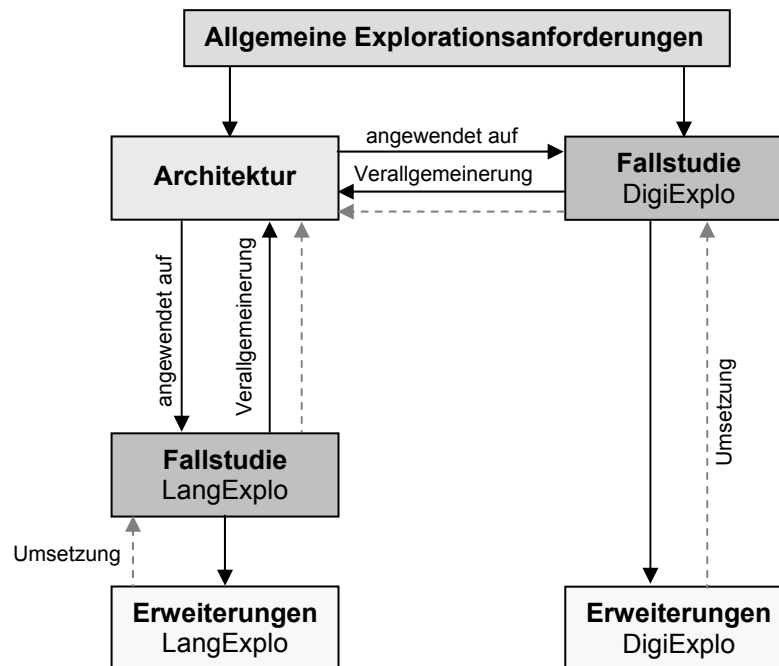 Allgemeine Explorationsanforderungen
angewendet auf
Architektur
Verallgemeinerung
Fallstudie
DigiExplo
angewendet auf
Verallgemeinerung
Umsetzung
Fallstudie
LangExplo
Umsetzung
Erweiterungen
LangExplo
Erweiterungen
DigiExplo